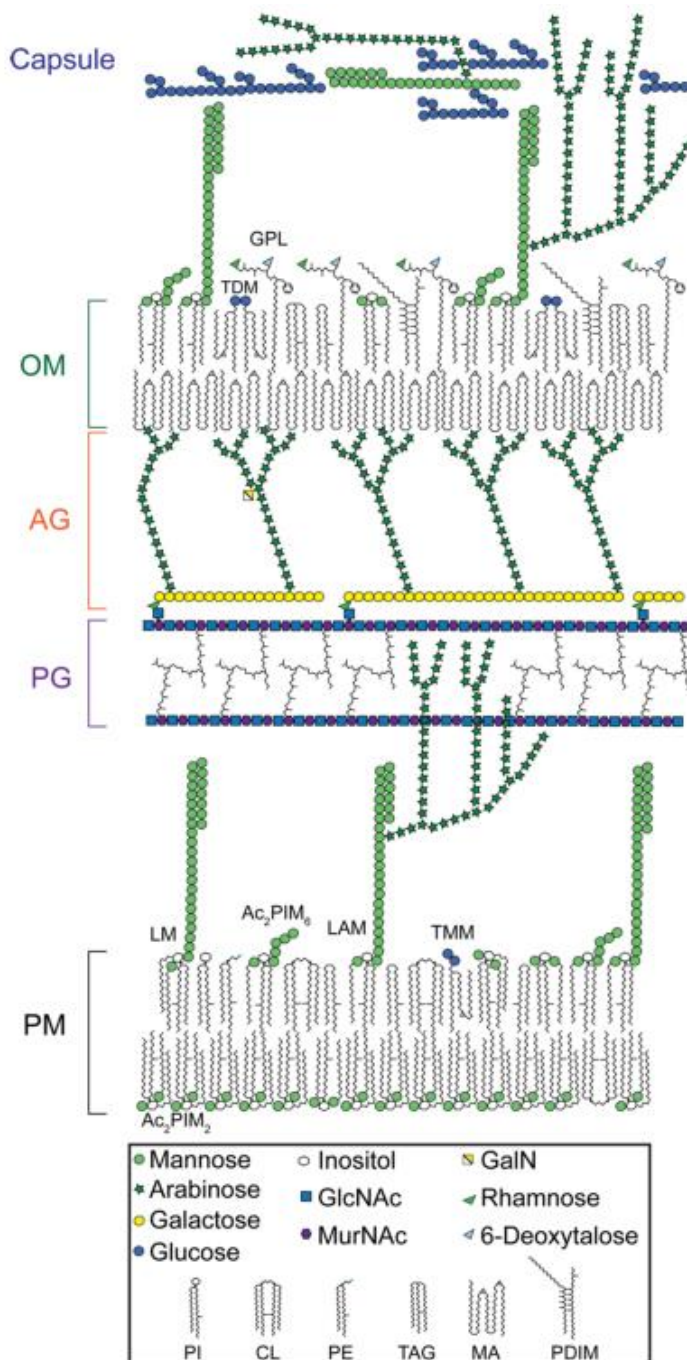 Capsule
GPL
TDM
OM
AG
PG
Ac₂PIM₆
LM
LAM
TMM
PM
Ac₂PIM₂
Mannose
Inositol
GalN
Arabinose
GlcNAc
Rhamnose
Galactose
MurNAc
6-Deoxytalose
Glucose
PI
CL
PE
TAG
MA
PDIM